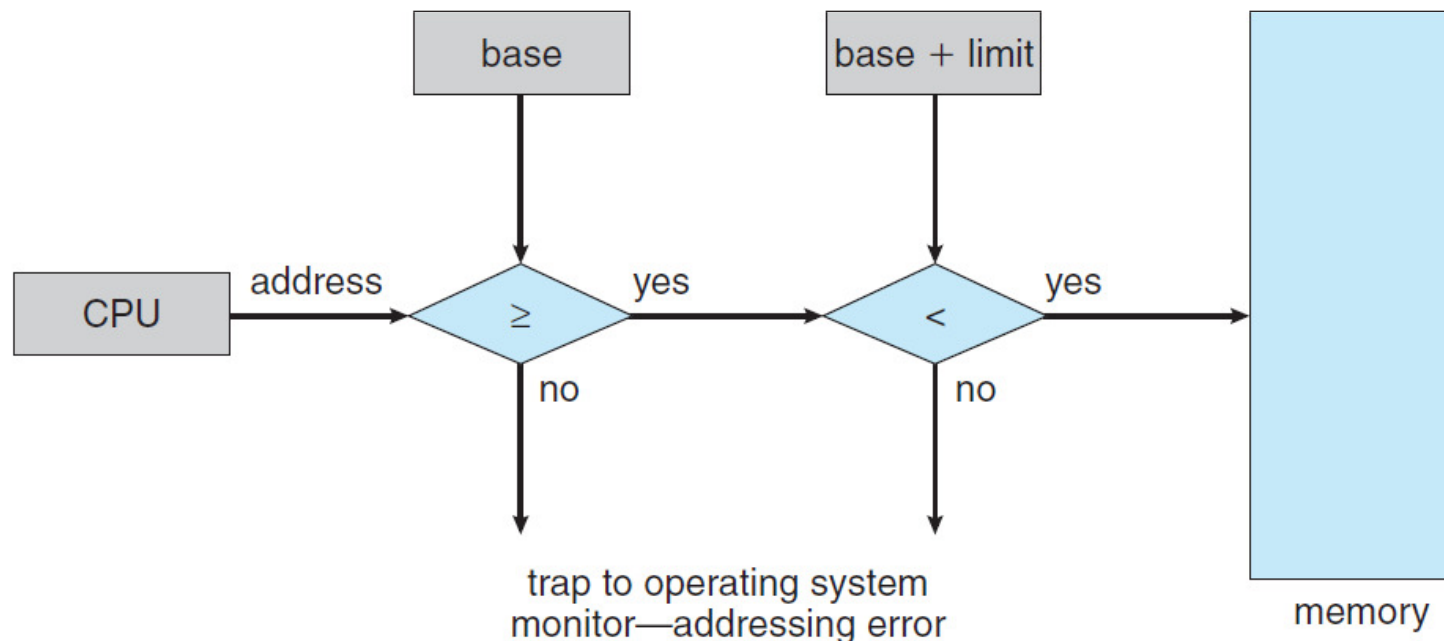 base
base + limit
address
yes
yes
CPU
≥
<
no
no
trap to operating system
monitor—addressing error
memory